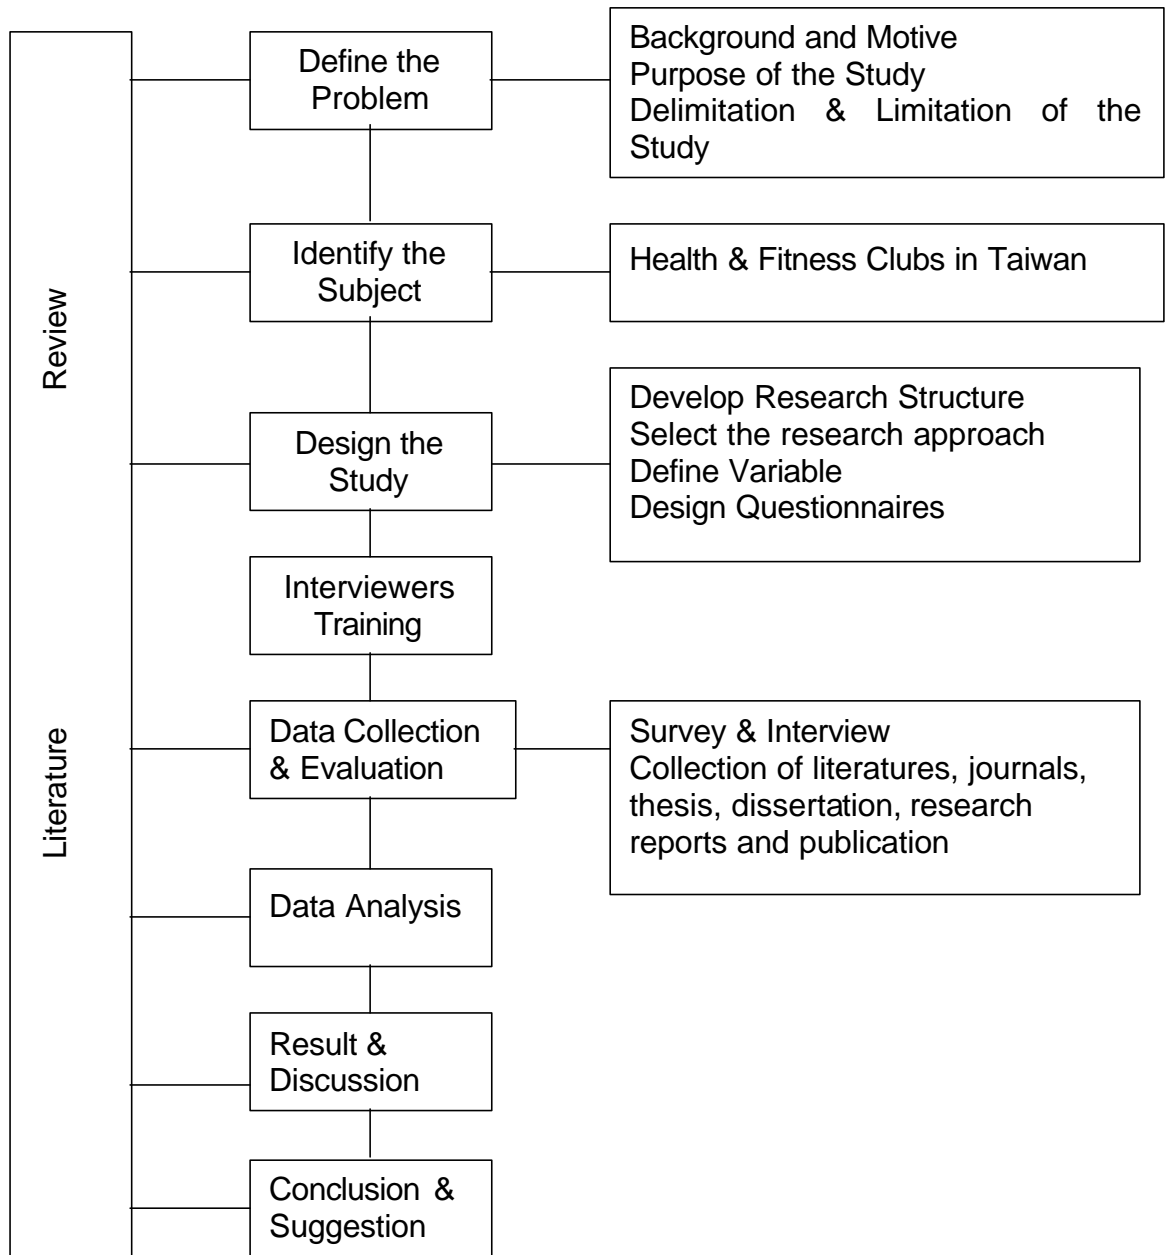 Define the
Problem
Background and Motive
Purpose of the Study
Delimitation & Limitation of the
Study
Identify the
Subject
Health & Fitness Clubs in Taiwan
Design the
Study
Develop Research Structure
Select the research approach
Define Variable
Design Questionnaires
Interviewers
Training
Data Collection
& Evaluation
Survey & Interview
Collection of literatures, journals,
thesis, dissertation, research
reports and publication
Data Analysis
Result &
Discussion
Conclusion &
Suggestion
Literature Review